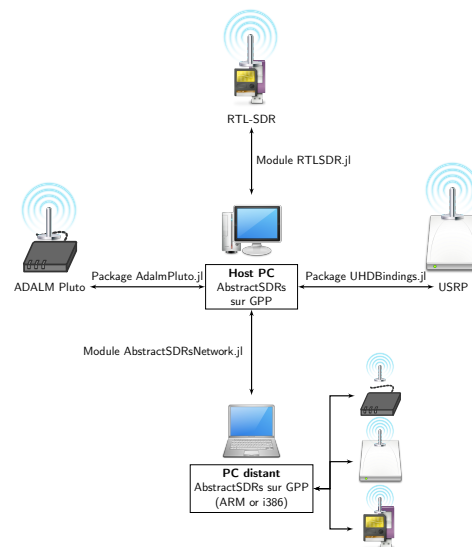 RTL-SDR
Module RTLSDR.jl
ADALM Pluto
Package AdalmPluto.jl
Host PC
AbstractSDRs
sur GPP
Package UHDBindings.jl
USRP
Module AbstractSDRsNetwork.jl
PC distant
AbstractSDRs sur GPP
(ARM or i386)